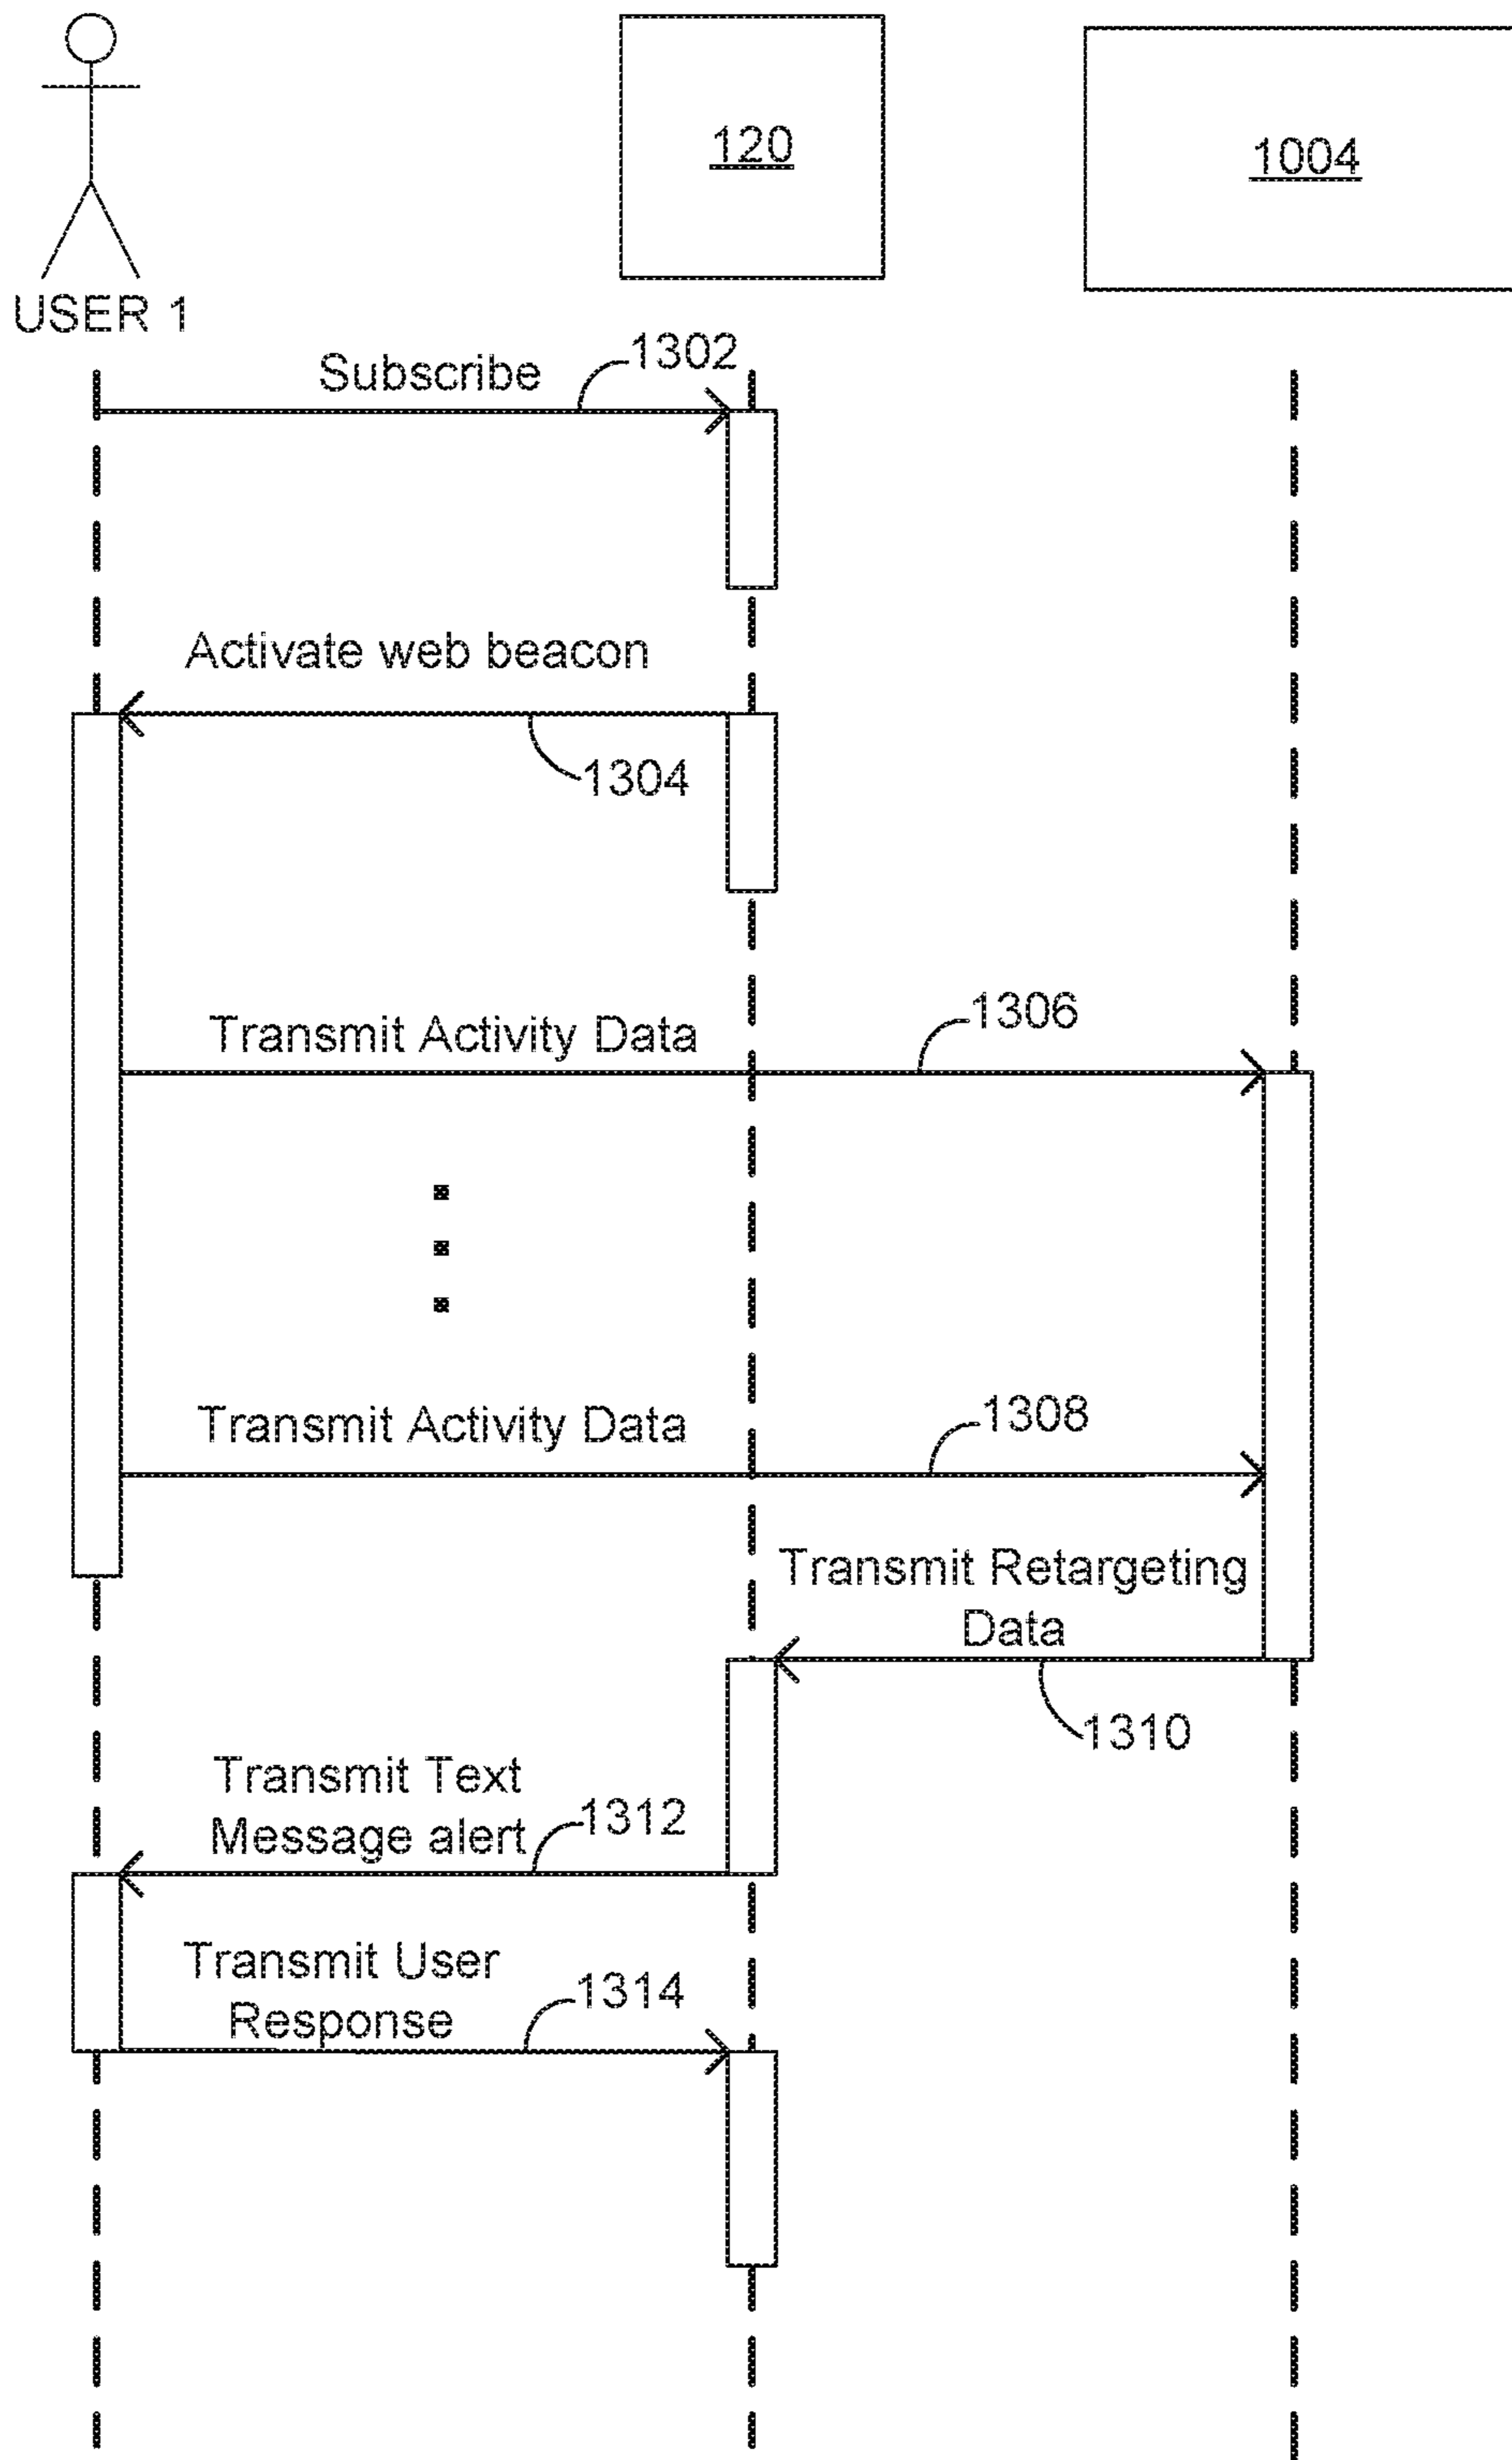 120
1004
USER 1
Subscribe
1302
Activate web beacon
1304
Transmit Activity Data
1306
Transmit Activity Data
1308
Transmit Retargeting
Data
1310
Transmit Text
Message alert
1312
Transmit User
Response
1314